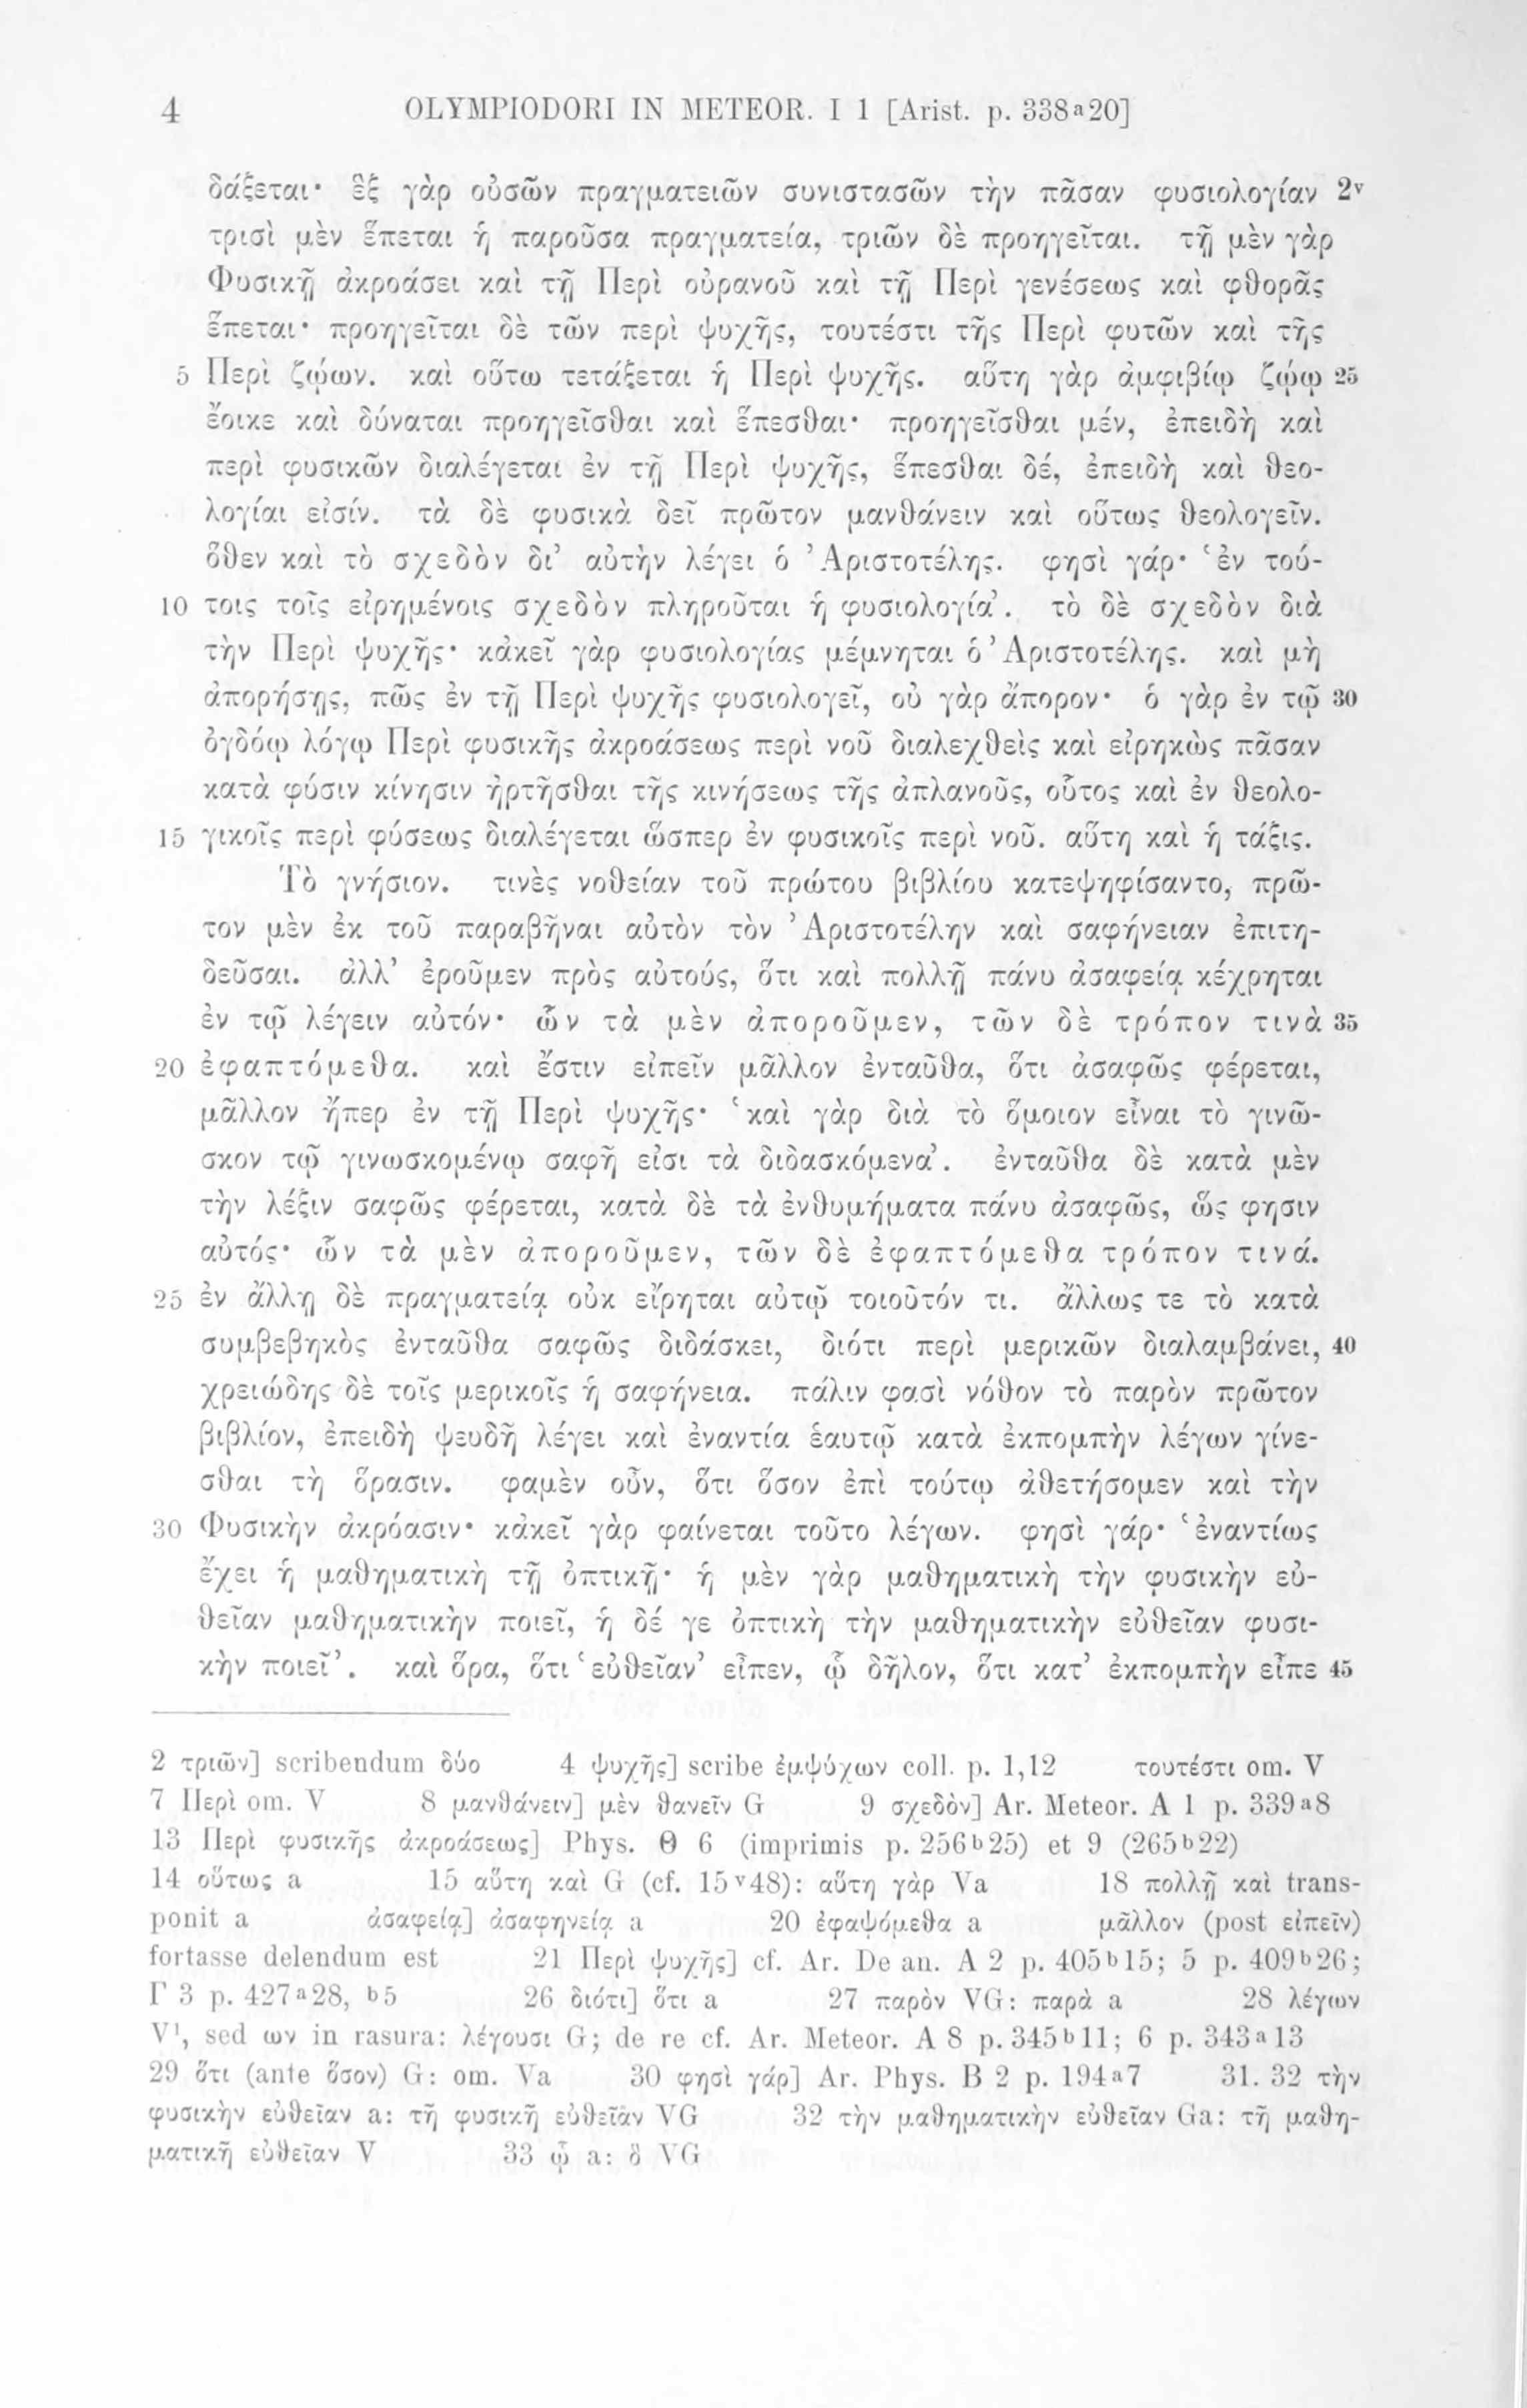 4 OLYMPIODORI IN METEOR. I 1 [Arist. p. 338a20]
δάξεται· ἓξ γὰρ οὐσῶν πραγματειῶν συνιστασῶν τὴν πᾶσαν φυσιολογίαν 2v
τρισὶ μὲν ἕπεται ἡ παροῦσα πραγματεία, τριῶν δὲ προηγεῖται. τῇ μὲν γὰρ
Φυσικῇ ἀκροάσει καὶ τῇ Περὶ οὐρανοῦ καὶ τῇ Περὶ γενέσεως καὶ φθορᾶς
ἕπεται· προηγεῖται δὲ τῶν περὶ ψυχῆς, τουτέστι τῆς Περὶ φυτῶν καὶ τῆς
5 Περὶ ζῴων. καὶ οὕτω τετάξεται ἡ Περὶ ψυχῆς. αὕτη γὰρ ἀμφιβίῳ ζῴῳ 25
ἔοικε καὶ δύναται προηγεῖσθαι καὶ ἕπεσθαι· προηγεῖσθαι μέν, ἐπειδὴ καὶ
περὶ φυσικῶν διαλέγεται ἐν τῇ Περὶ ψυχῆς, ἕπεσθαι δέ, ἐπειδὴ καὶ θεο-
λογίαι εἰσίν. τὰ δὲ φυσικὰ δεῖ πρῶτον μανθάνειν καὶ οὕτως θεολογεῖν.
ὅθεν καὶ τὸ σχεδὸν δι’ αὐτὴν λέγει ὁ Ἀριστοτέλης. φησὶ γάρ· ‘ἐν τού-
10 τοις τοῖς εἰρημένοις σχεδὸν πληροῦται ἡ φυσιολογία’. τὸ δὲ σχεδὸν διὰ
τὴν Περὶ ψυχῆς· κἀκεῖ γὰρ φυσιολογίας μέμνηται ὁ Ἀριστοτέλης. καὶ μὴ
ἀπορήσῃς, πῶς ἐν τῇ Περὶ ψυχῆς φυσιολογεῖ, οὐ γὰρ ἄπορον· ὁ γὰρ ἐν τῷ 30
ὀγδόῳ λόγῳ Περὶ φυσικῆς ἀκροάσεως περὶ νοῦ διαλεχθεὶς καὶ εἰρηκὼς πᾶσαν
κατὰ φύσιν κίνησιν ἠρτῆσθαι τῆς κινήσεως τῆς ἀπλανοῦς, οὗτος καὶ ἐν θεολο-
15 γικοῖς περὶ φύσεως διαλέγεται ὥσπερ ἐν φυσικοῖς περὶ νοῦ. αὕτη καὶ ἡ τάξις.
Τὸ γνήσιον. τινὲς νοθείαν τοῦ πρώτου βιβλίου κατεψηφίσαντο, πρῶ-
τον μὲν ἐκ τοῦ παραβῆναι αὐτὸν τὸν Ἀριστοτέλην καὶ σαφήνειαν ἐπιτη-
δεῦσαι. ἀλλ’ ἐροῦμεν πρὸς αὐτούς, ὅτι καὶ πολλῇ πάνυ ἀσαφείᾳ κέχρηται
ἐν τῷ λέγειν αὐτόν· ὧν τὰ μὲν ἀποροῦμεν, τῶν δὲ τρόπον τινὰ 35
20 ἐφαπτόμεθα. καὶ ἔστιν εἰπεῖν μᾶλλον ἐνταῦθα, ὅτι ἀσαφῶς φέρεται,
μᾶλλον ἤπερ ἐν τῇ Περὶ ψυχῆς· ‘καὶ γὰρ διὰ τὸ ὅμοιον εἶναι τὸ γινῶ-
σκον τῷ γινωσκομένῳ σαφῆ εἰσι τὰ διδασκόμενα’. ἐνταῦθα δὲ κατὰ μὲν
τὴν λέξιν σαφῶς φέρεται, κατὰ δὲ τὰ ἐνθυμήματα πάνυ ἀσαφῶς, ὥς φησιν
αὐτός· ὧν τὰ μὲν ἀποροῦμεν, τῶν δὲ ἐφαπτόμεθα τρόπον τινά.
25 ἐν ἄλλῃ δὲ πραγματείᾳ οὐκ εἴρηται αὐτῷ τοιοῦτόν τι. ἄλλως τε τὸ κατὰ
συμβεβηκὸς ἐνταῦθα σαφῶς διδάσκει, διότι περὶ μερικῶν διαλαμβάνει, 40
χρειώδης δὲ τοῖς μερικοῖς ἡ σαφήνεια. πάλιν φασὶ νόθον τὸ παρὸν πρῶτον
βιβλίον, ἐπειδὴ ψευδῆ λέγει καὶ ἐναντία ἑαυτῷ κατὰ ἐκπομπὴν λέγων γίνε-
σθαι τὴ ὅρασιν. φαμὲν οὖν, ὅτι ὅσον ἐπὶ τούτῳ ἀθετήσομεν καὶ τὴν
30 Φυσικὴν ἀκρόασιν· κἀκεῖ γὰρ φαίνεται τοῦτο λέγων. φησὶ γάρ· ‘ἐναντίως
ἔχει ἡ μαθηματικὴ τῇ ὀπτικῇ· ἡ μὲν γὰρ μαθηματικὴ τὴν φυσικὴν εὐ-
θεῖαν μαθηματικὴν ποιεῖ, ἡ δέ γε ὀπτικὴ τὴν μαθηματικὴν εὐθεῖαν φυσι-
κὴν ποιεῖ’. καὶ ὅρα, ὅτι ‘εὐθεῖαν’ εἶπεν, ᾧ δῆλον, ὅτι κατ’ ἐκπομπὴν εἶπε 45
2 τριῶν] scribendum δύο 4 ψυχῆς] scribe ἐμψύχων coll. p. 1,12 τουτέστι om. V
7 Περὶ om. V 8 μανθάνειν] μὲν θανεῖν G 9 σχεδὸν] Ar. Meteor. A 1 p. 339a8
13 Περὶ φυσικῆς ἀκροάσεως] Phys. Θ 6 (imprimis p. 256b25) et 9 (265b22)
14 οὕτως a 15 αὕτη καὶ G (cf. 15v48): αὕτη γὰρ Va 18 πολλῇ καὶ trans-
ponit a ἀσαφείᾳ] ἀσαφηνείᾳ a 20 ἐφαψόμεθα a μᾶλλον (post εἰπεῖν)
fortasse delendum est 21 Περὶ ψυχῆς] cf. Ar. De an. A 2 p. 405b15; 5 p. 409b26;
Γ 3 p. 427a28, b5 26 διότι] ὅτι a 27 παρὸν VG: παρὰ a 28 λέγων
V¹, sed ων in rasura: λέγουσι G; de re cf. Ar. Meteor. A 8 p. 345b11; 6 p. 343a13
29 ὅτι (ante ὅσον) G: om. Va 30 φησὶ γάρ] Ar. Phys. B 2 p. 194a7 31. 32 τὴν
φυσικὴν εὐθεῖαν a: τῇ φυσικῇ εὐθεῖαν VG 32 τὴν μαθηματικὴν εὐθεῖαν Ga: τῇ μαθη-
ματικῇ εὐθεῖαν V 33 ᾧ a: ὃ VG